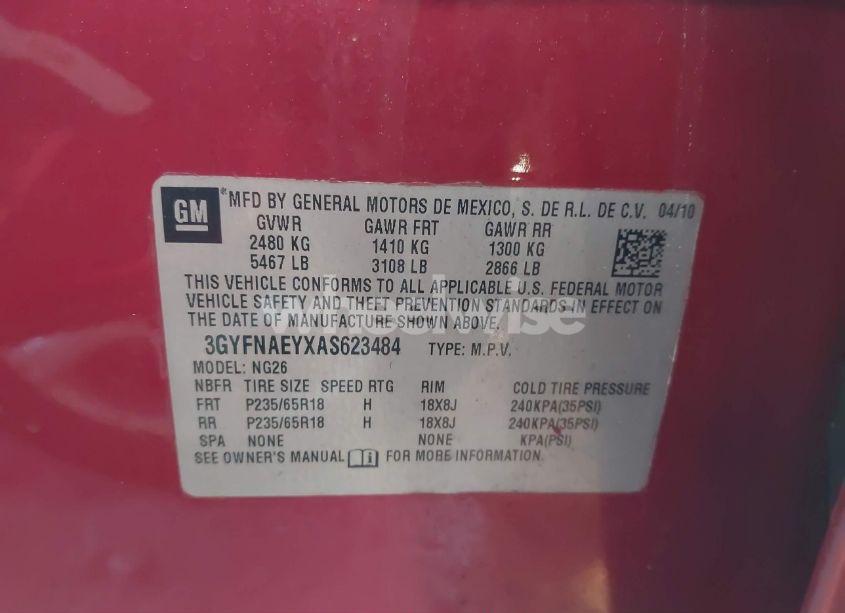 GM *MFD BY GENERAL MOTORS DE MEXICO, S. DE R.L. DE C.V. 04/10
GVWR GAWR FRT GAWR RR
2480 KG 1410 KG 1300 KG
5467 LB 3108 LB 2866 LB
THIS VEHICLE CONFORMS TO ALL APPLICABLE U.S. FEDERAL MOTOR
VEHICLE SAFETY AND THEFT PREVENTION STANDARDS IN EFFECT ON
THE DATE OF MANUFACTURE SHOWN ABOVE.
wheelwise
3GYFNAEYXAS623484 TYPE: M.P.V.
MODEL: NG26
NBFR TIRE SIZE SPEED RTG RIM COLD TIRE PRESSURE
FRT P235/65R18 H 18X8J 240KPA(35PSI)
RR P235/65R18 H 18X8J 240KPA(35PSI)
SPA NONE NONE KPA(PSI)
SEE OWNER'S MANUAL FOR MORE INFORMATION.